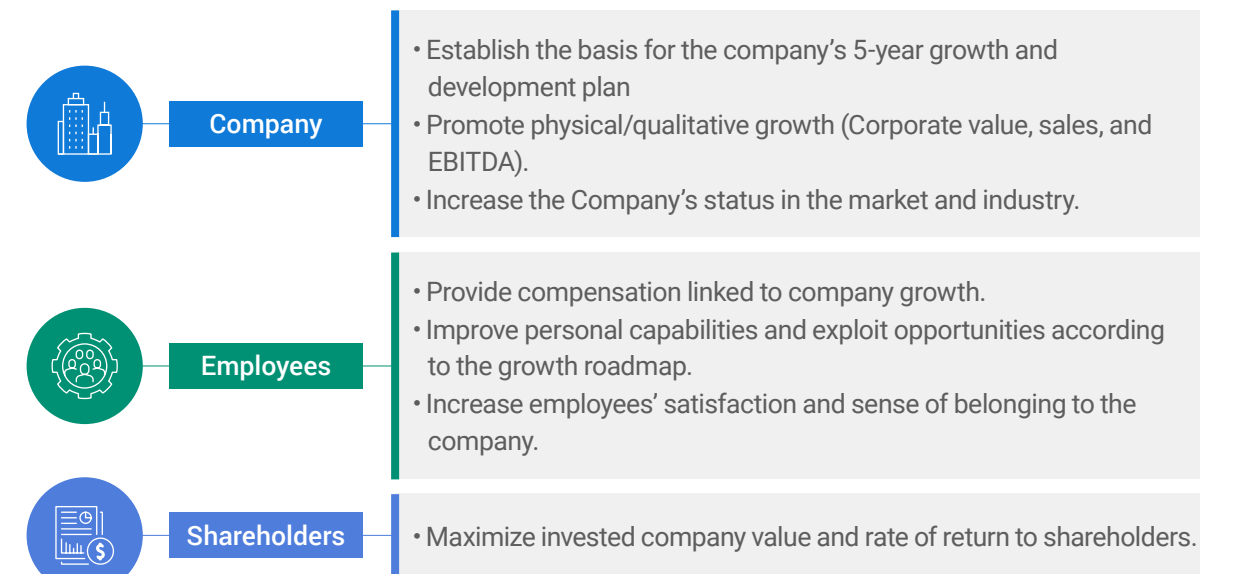 Company
• Establish the basis for the company’s 5-year growth and
development plan
• Promote physical/qualitative growth (Corporate value, sales, and
EBITDA).
• Increase the Company’s status in the market and industry.
Employees
• Provide compensation linked to company growth.
• Improve personal capabilities and exploit opportunities according
to the growth roadmap.
• Increase employees’ satisfaction and sense of belonging to the
company.
Shareholders
• Maximize invested company value and rate of return to shareholders.
$